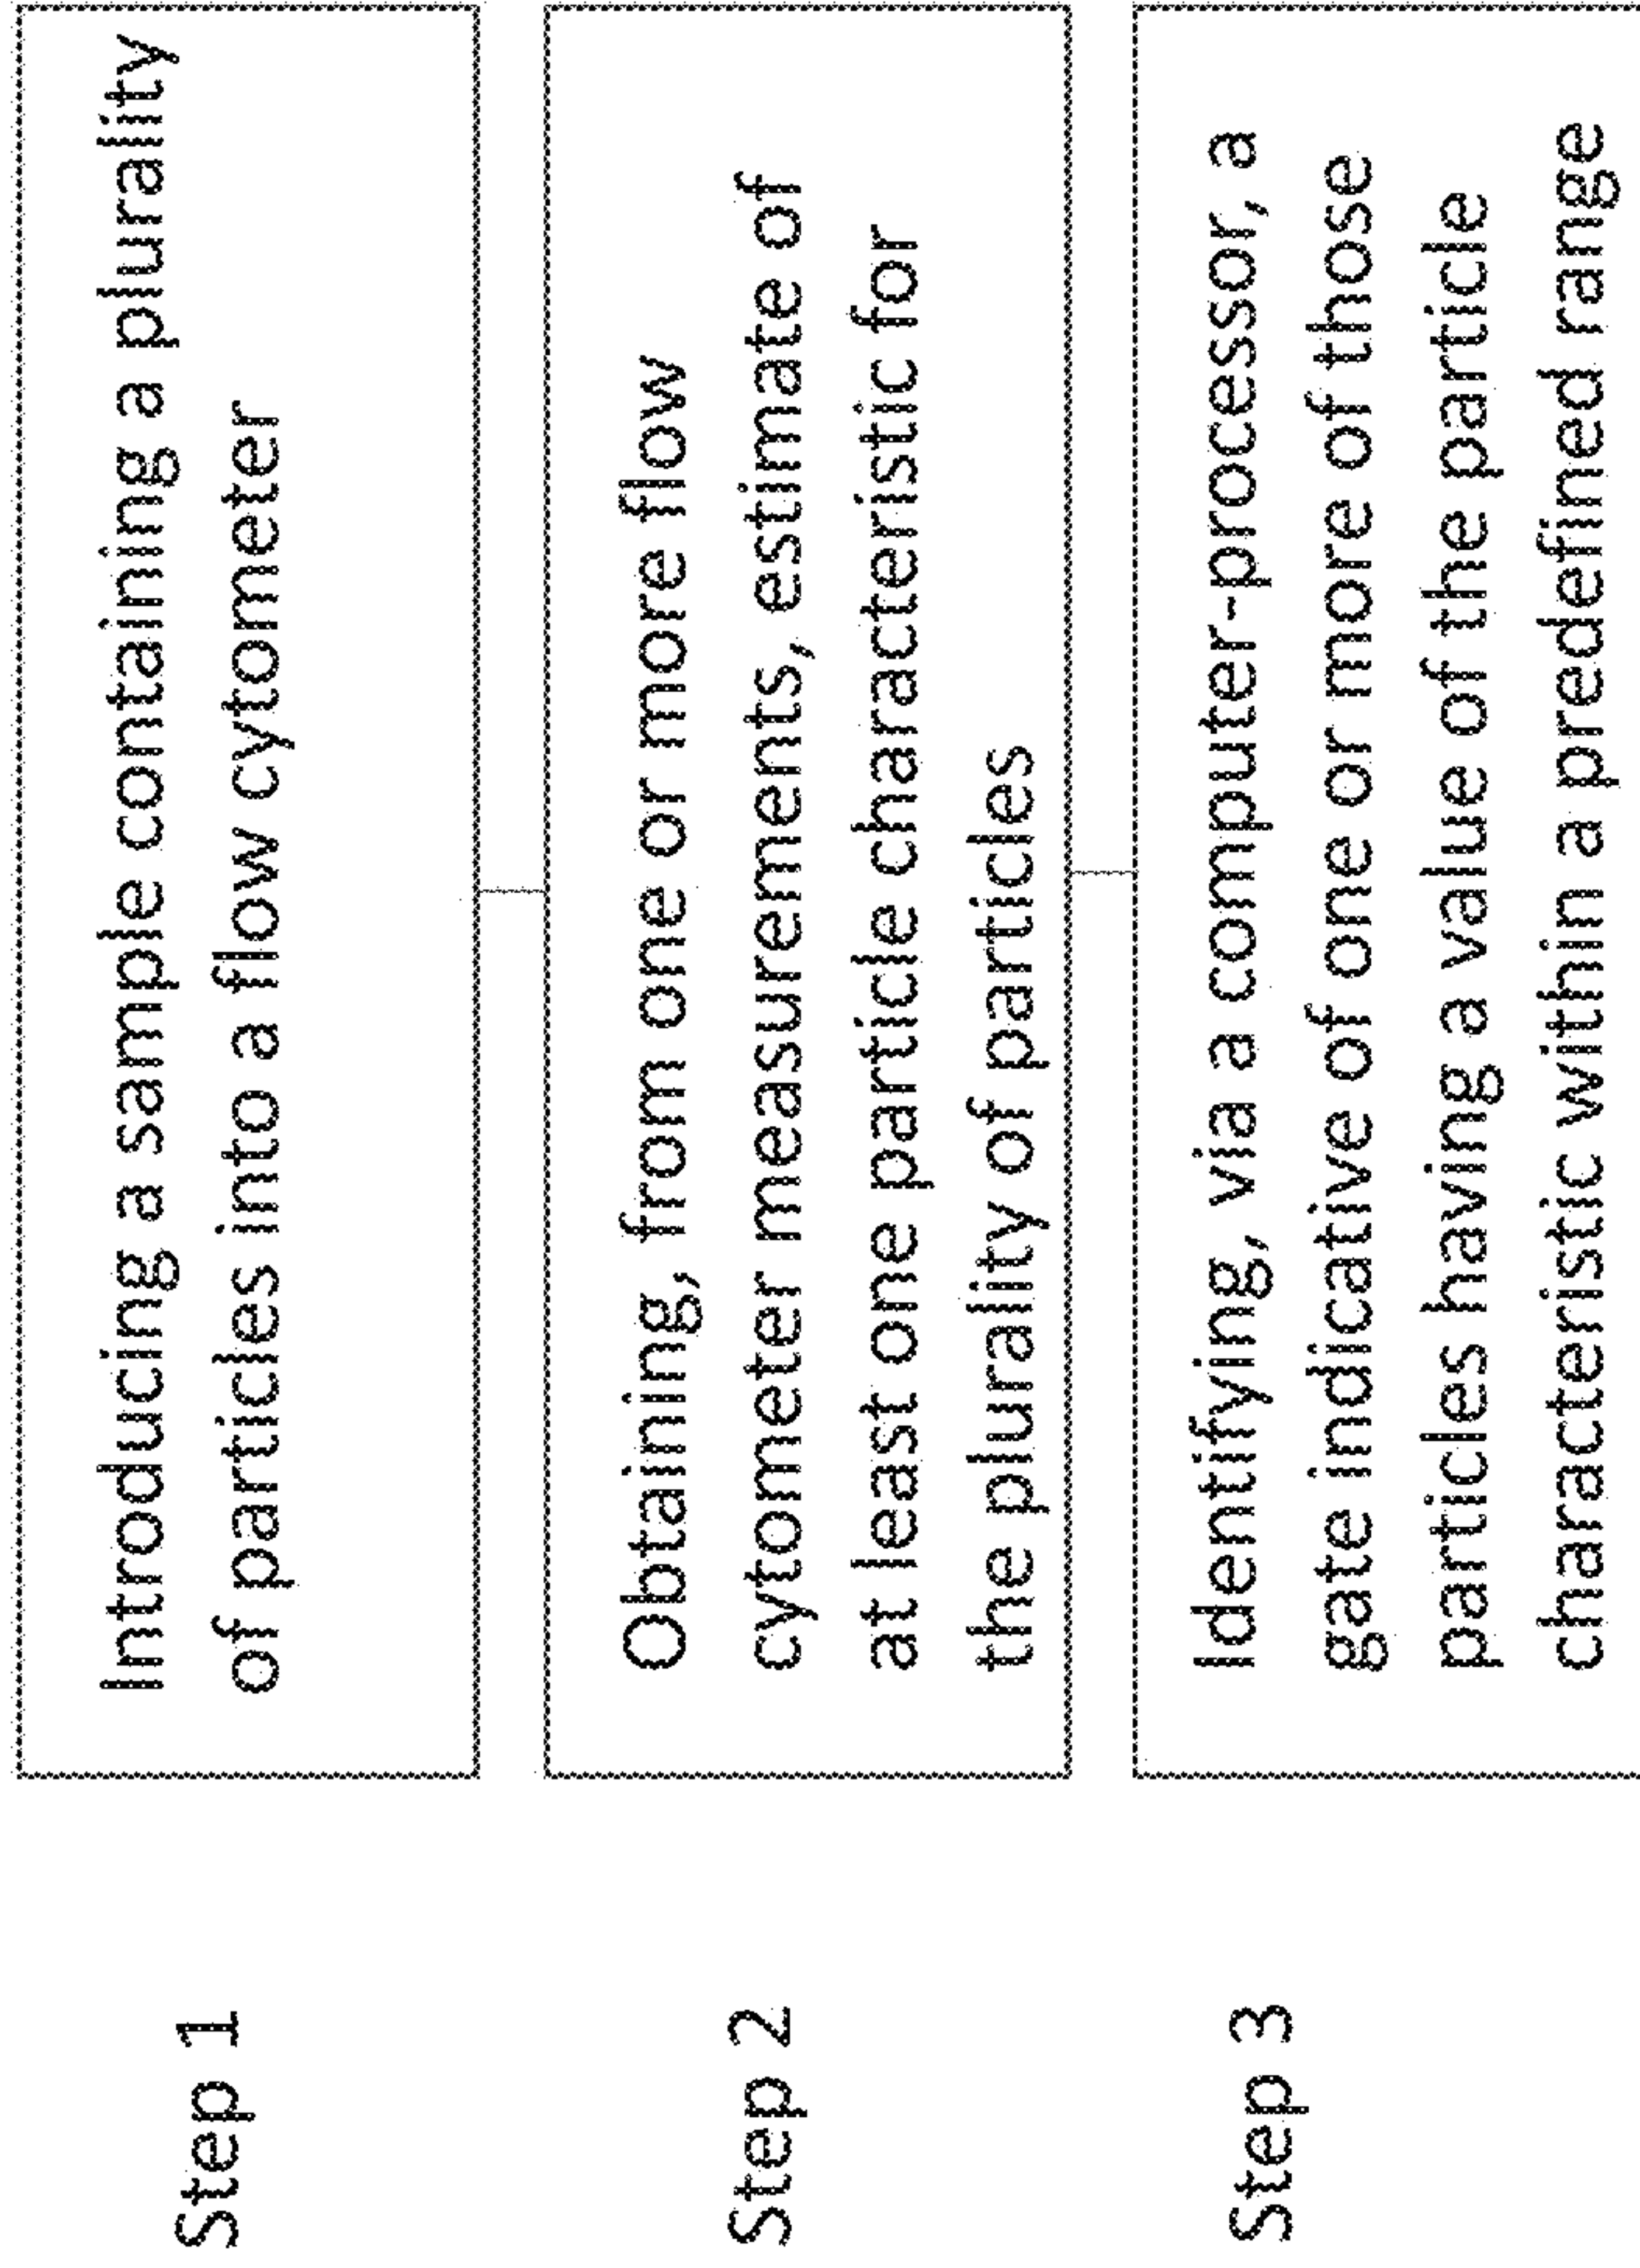 Step 1
Introducing a sample containing a plurality
of particles into a flow cytometer
Step 2
Obtaining, from one or more flow
cytometer measurements, estimate of
at least one particle characteristic for
the plurality of particles
Step 3
Identifying, via a computer-processor, a
gate indicative of one or more of those
particles having a value of the particle
characteristic within a predefined range